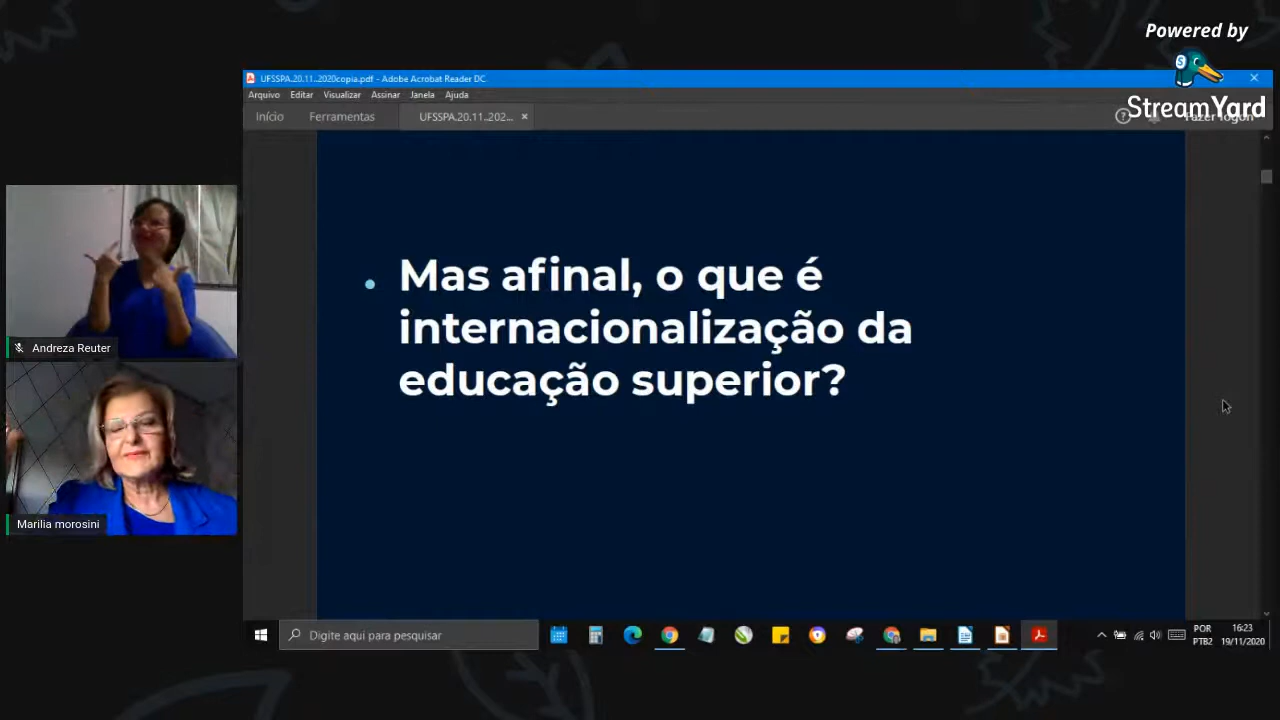 Powered by
StreamYard
UFSSPA.20.11..2020copia.pdf - Adobe Acrobat Reader DC
Arquivo Editar Visualizar Assinar Janela Ajuda
Início Ferramentas UFSSPA.20.11..202... Fazer logon
• Mas afinal, o que é
internacionalização da
educação superior?
Andreza Reuter
Marilia morosini
Digite aqui para pesquisar
POR 16:23
PTB2 19/11/2020